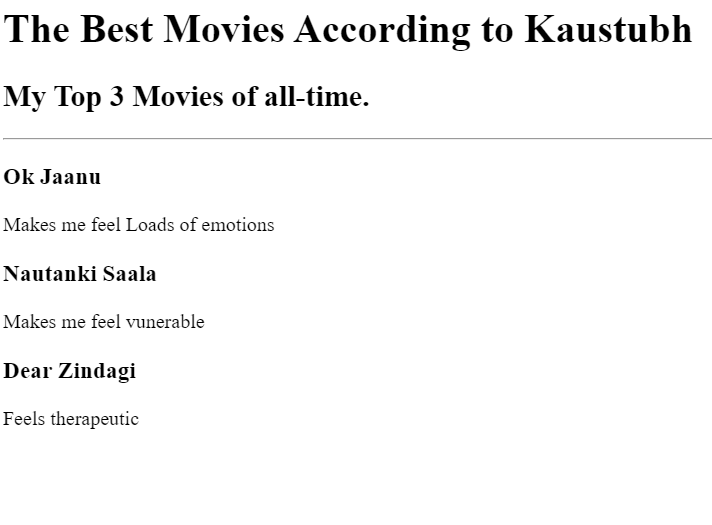 The Best Movies According to Kaustubh
My Top 3 Movies of all-time.
Ok Jaanu
Makes me feel Loads of emotions
Nautanki Saala
Makes me feel vunerable
Dear Zindagi
Feels therapeutic